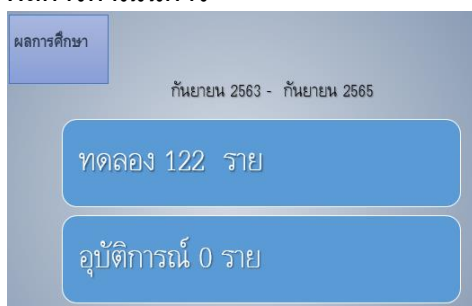 ผลการศึกษา
กันยายน 2563 - กันยายน 2565
ทดลอง 122 ราย
อุบัติการณ์ 0 ราย